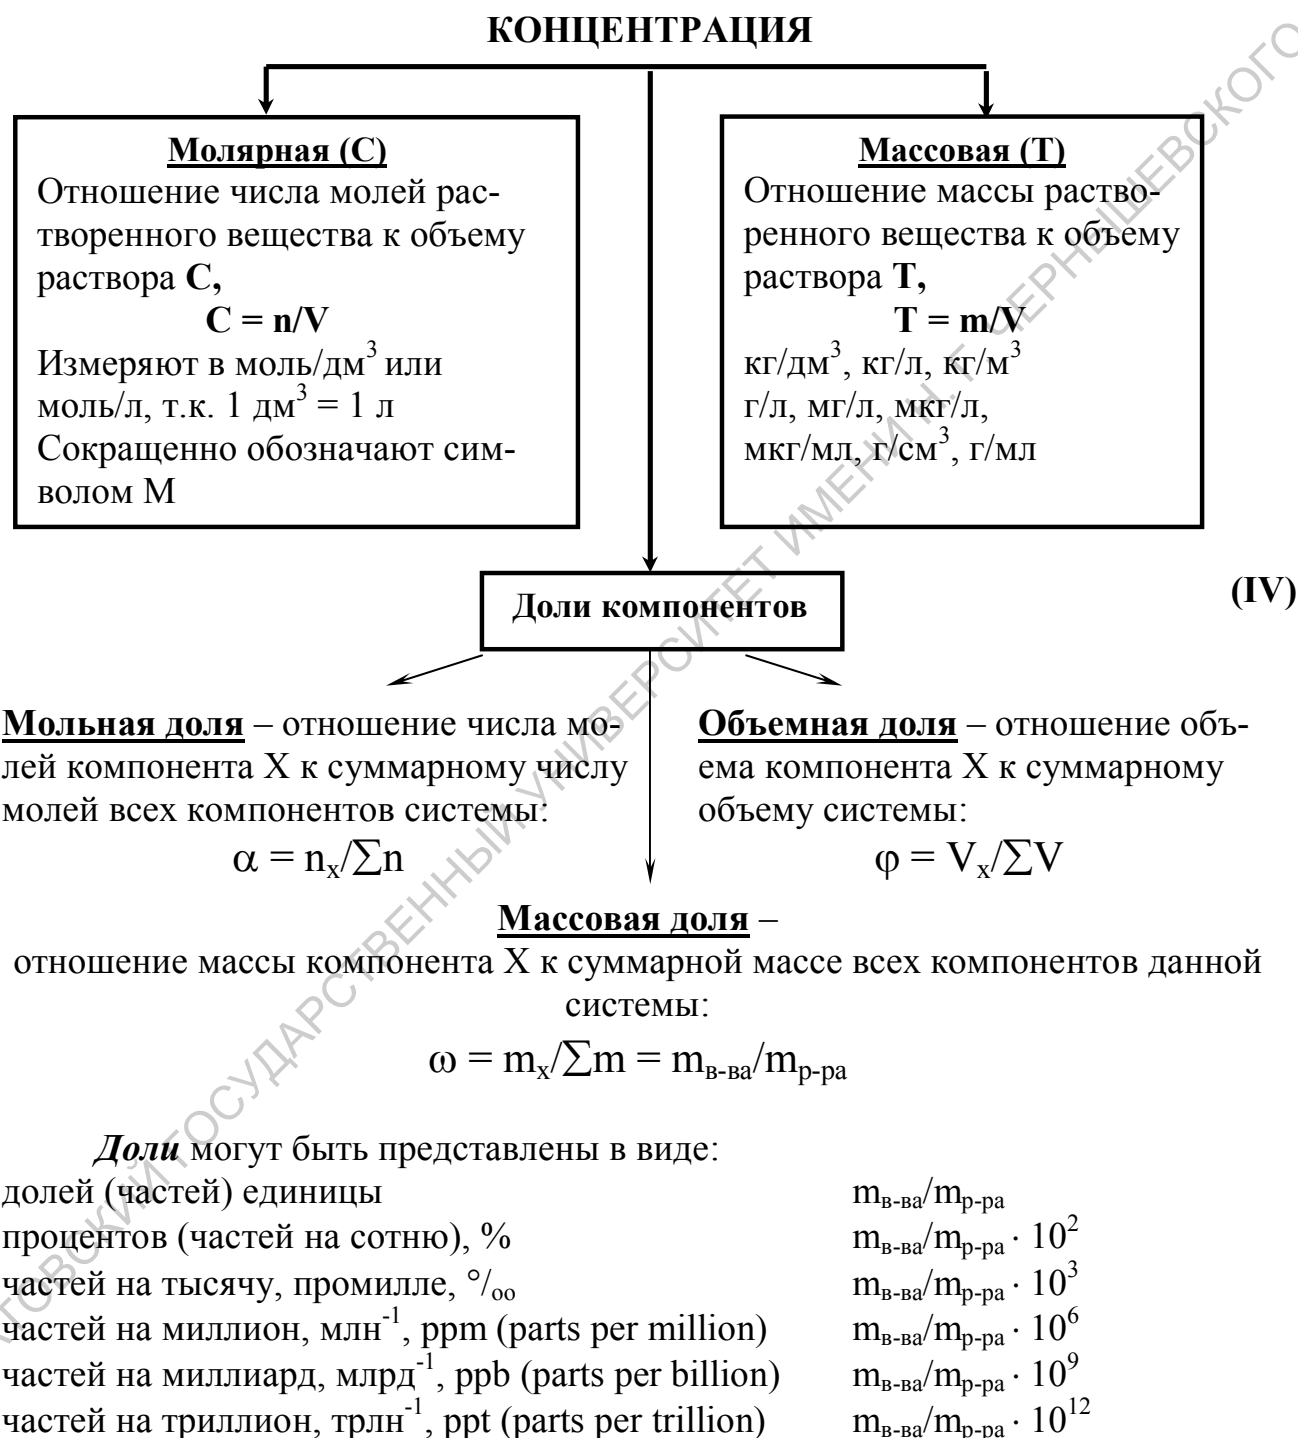 КОНЦЕНТРАЦИЯ
Молярная (С)
Отношение числа молей рас-
творенного вещества к объему
раствора С,
C = n/V
Измеряют в моль/дм³ или
моль/л, т.к. 1 дм³ = 1 л
Сокращенно обозначают сим-
волом М
Массовая (Т)
Отношение массы раство-
ренного вещества к объему
раствора Т,
T = m/V
кг/дм³, кг/л, кг/м³
г/л, мг/л, мкг/л,
мкг/мл, г/см³, г/мл
Доли компонентов
(IV)
Мольная доля – отношение числа мо-
лей компонента Х к суммарному числу
молей всех компонентов системы:
α = nₓ/∑n
Объемная доля – отношение объ-
ема компонента Х к суммарному
объему системы:
φ = Vₓ/∑V
Массовая доля –
отношение массы компонента Х к суммарной массе всех компонентов данной
системы:
ω = mₓ/∑m = mв-ва/mр-ра
Доли могут быть представлены в виде:
долей (частей) единицы mв-ва/mр-ра
процентов (частей на сотню), % mв-ва/mр-ра · 10²
частей на тысячу, промилле, °/oo mв-ва/mр-ра · 10³
частей на миллион, млн⁻¹, ppm (parts per million) mв-ва/mр-ра · 10⁶
частей на миллиард, млрд⁻¹, ppb (parts per billion) mв-ва/mр-ра · 10⁹
частей на триллион, трлн⁻¹, ppt (parts per trillion) mв-ва/mр-ра · 10¹²
АТОВСКИЙ ГОСУДАРСТВЕННЫЙ УНИВЕРСИТЕТ ИМЕНИ Н. Г. ЧЕРНЫШЕВСКОГО